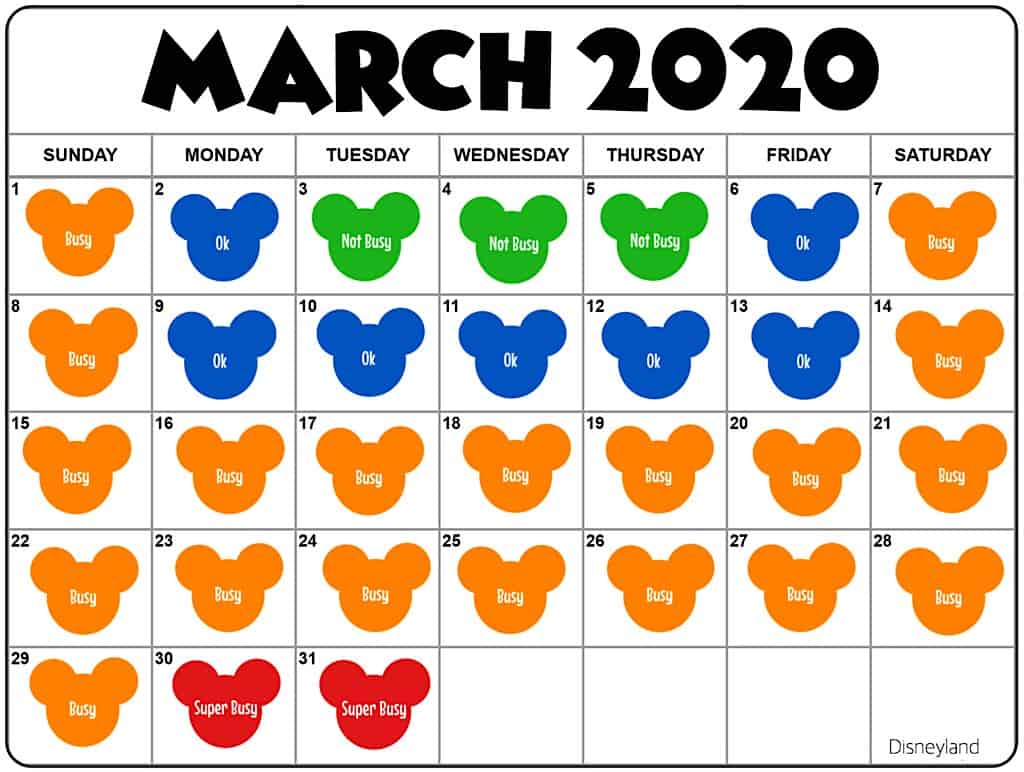 MARCH 2020
SUNDAY MONDAY TUESDAY WEDNESDAY THURSDAY FRIDAY SATURDAY
1 2 3 4 5 6 7
Busy Ok Not Busy Not Busy Not Busy Ok Busy
8 9 10 11 12 13 14
Busy Ok Ok Ok Ok Ok Busy
15 16 17 18 19 20 21
Busy Busy Busy Busy Busy Busy Busy
22 23 24 25 26 27 28
Busy Busy Busy Busy Busy Busy Busy
29 30 31
Busy Super Busy Super Busy
Disneyland